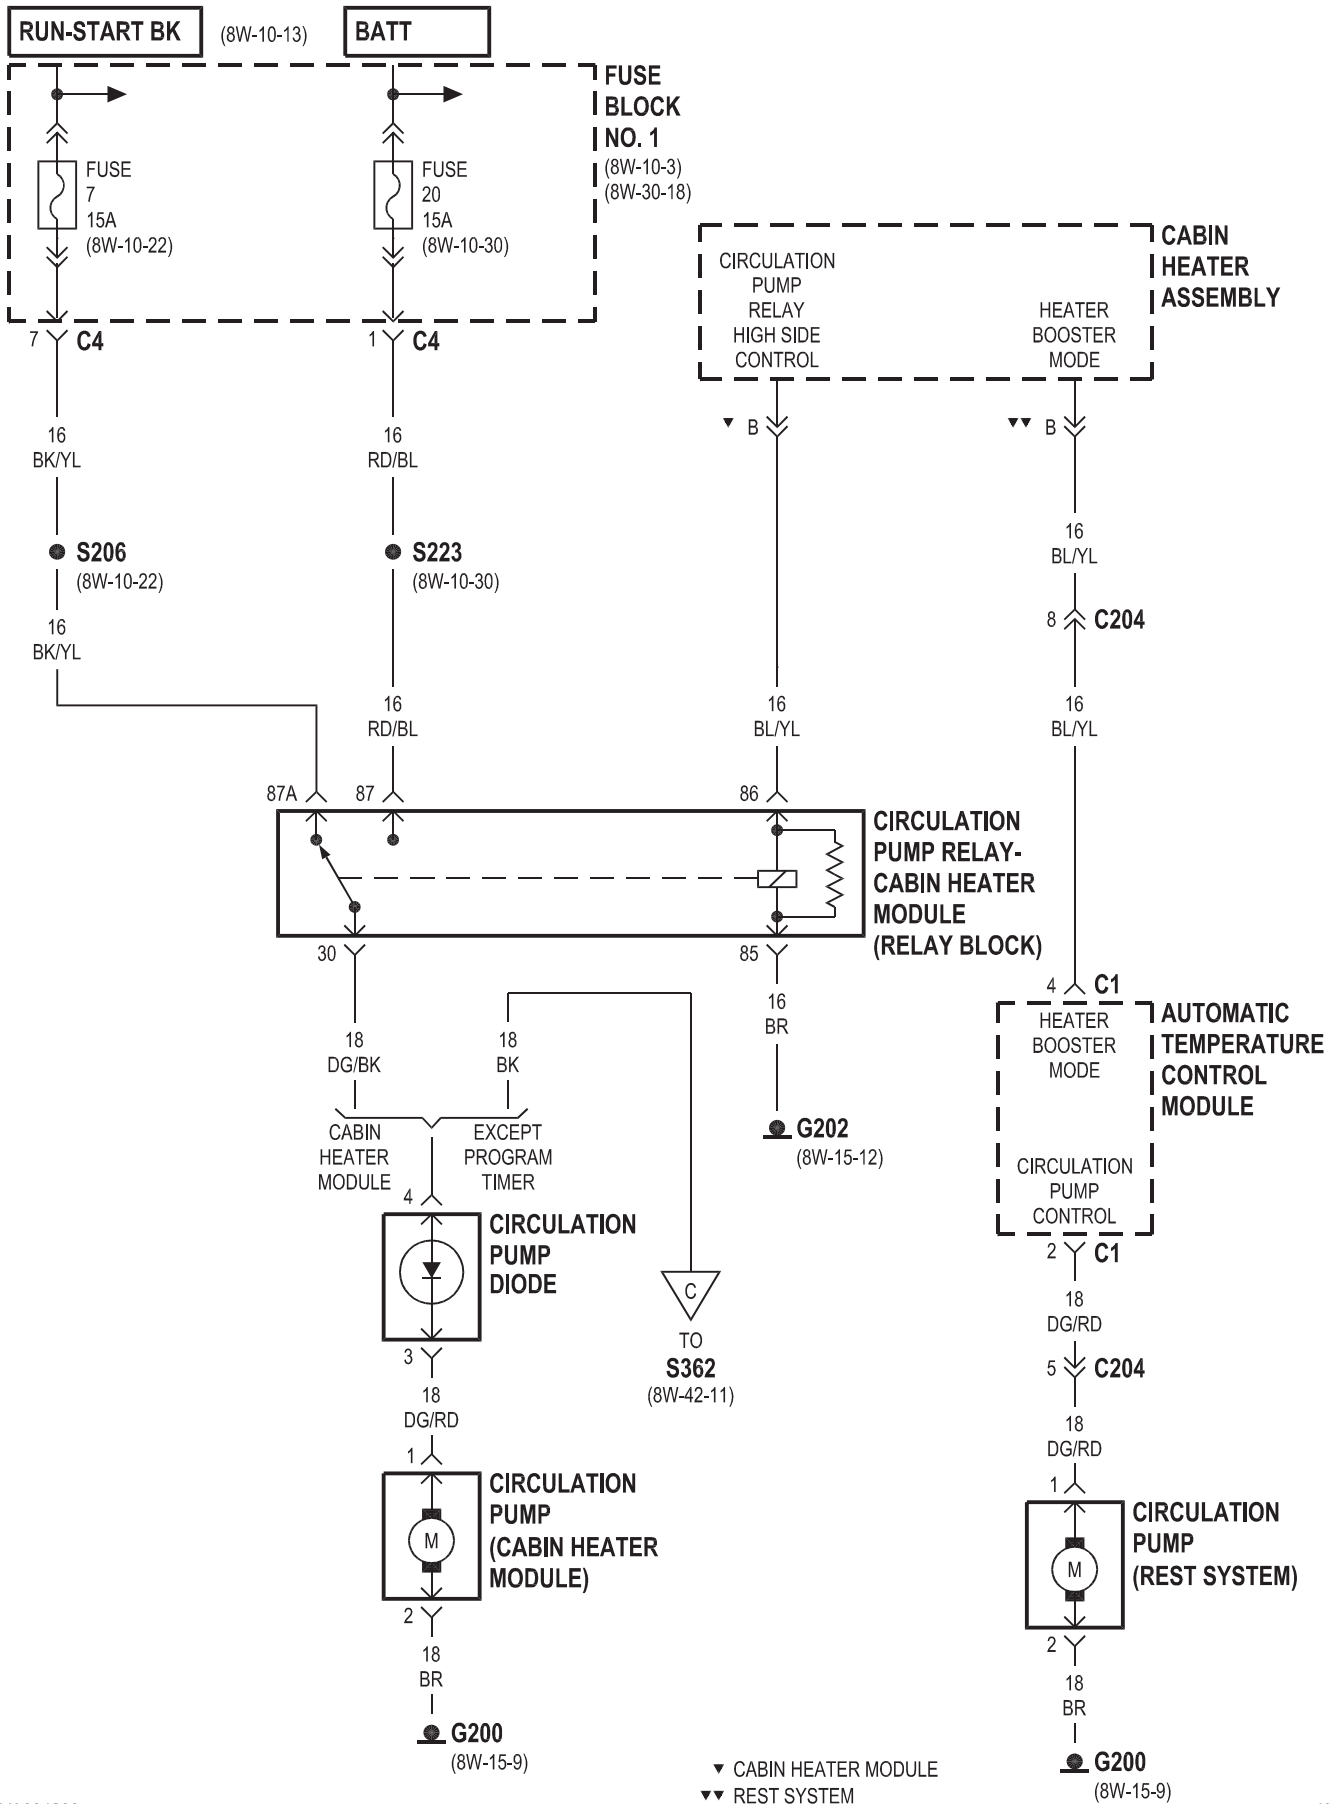 RUN-START BK
(8W-10-13)
BATT
FUSE
BLOCK
NO. 1
(8W-10-3)
(8W-30-18)
FUSE
7
15A
(8W-10-22)
FUSE
20
15A
(8W-10-30)
7
C4
1
C4
CIRCULATION
PUMP
RELAY
HIGH SIDE
CONTROL
HEATER
BOOSTER
MODE
CABIN
HEATER
ASSEMBLY
▼ B
▼▼ B
16
BK/YL
16
RD/BL
S206
(8W-10-22)
S223
(8W-10-30)
16
BL/YL
8
C204
16
BK/YL
16
RD/BL
16
BL/YL
16
BL/YL
87A
87
86
CIRCULATION
PUMP RELAY-
CABIN HEATER
MODULE
(RELAY BLOCK)
30
85
16
BR
G202
(8W-15-12)
18
DG/BK
18
BK
CABIN
HEATER
MODULE
EXCEPT
PROGRAM
TIMER
4
CIRCULATION
PUMP
DIODE
3
C
TO
S362
(8W-42-11)
18
DG/RD
1
M
CIRCULATION
PUMP
(CABIN HEATER
MODULE)
2
18
BR
G200
(8W-15-9)
4
C1
HEATER
BOOSTER
MODE
AUTOMATIC
TEMPERATURE
CONTROL
MODULE
CIRCULATION
PUMP
CONTROL
2
C1
18
DG/RD
5
C204
18
DG/RD
1
M
CIRCULATION
PUMP
(REST SYSTEM)
2
18
BR
G200
(8W-15-9)
▼ CABIN HEATER MODULE
▼▼ REST SYSTEM